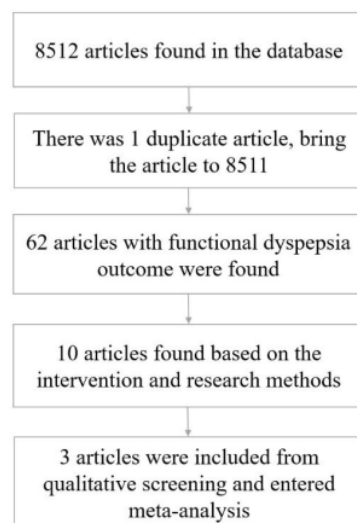 8512 articles found in the database
There was 1 duplicate article, bring
the article to 8511
62 articles with functional dyspepsia
outcome were found
10 articles found based on the
intervention and research methods
3 articles were included from
qualitative screening and entered
meta-analysis